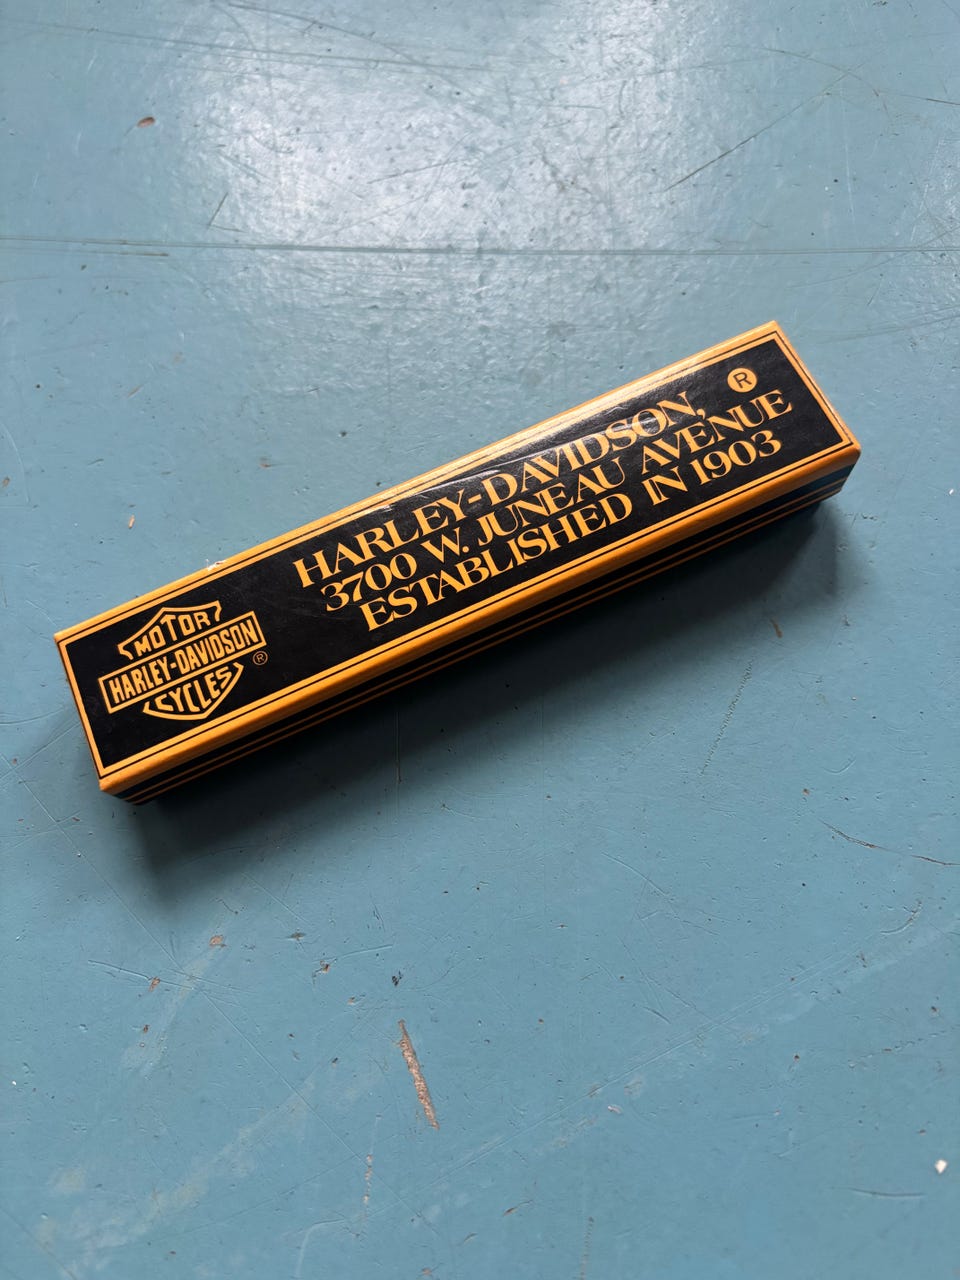 MOTOR
HARLEY-DAVIDSON
CYCLES
®
HARLEY-DAVIDSON, ®
3700 W. JUNEAU AVENUE
ESTABLISHED IN 1903